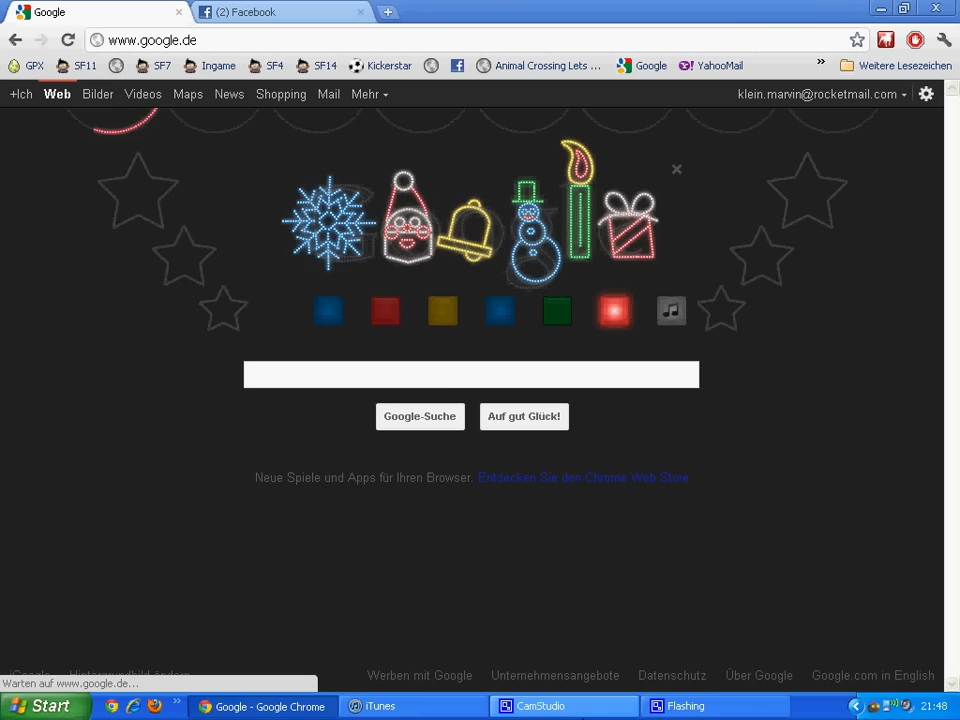 Google
(2) Facebook
www.google.de
GPX SF11 SF7 Ingame SF4 SF14 Kickerstar Animal Crossing Lets ... Google YahooMail » Weitere Lesezeichen
+Ich Web Bilder Videos Maps News Shopping Mail Mehr klein.marvin@rocketmail.com
Google-Suche Auf gut Glück!
Neue Spiele und Apps für Ihren Browser. Entdecken Sie den Chrome Web Store
iGoogle Hintergrundbild ändern Werben mit Google Unternehmensangebote Datenschutz Über Google Google.com in English
Warten auf www.google.de...
Start » Google - Google Chrome iTunes CamStudio Flashing 21:48